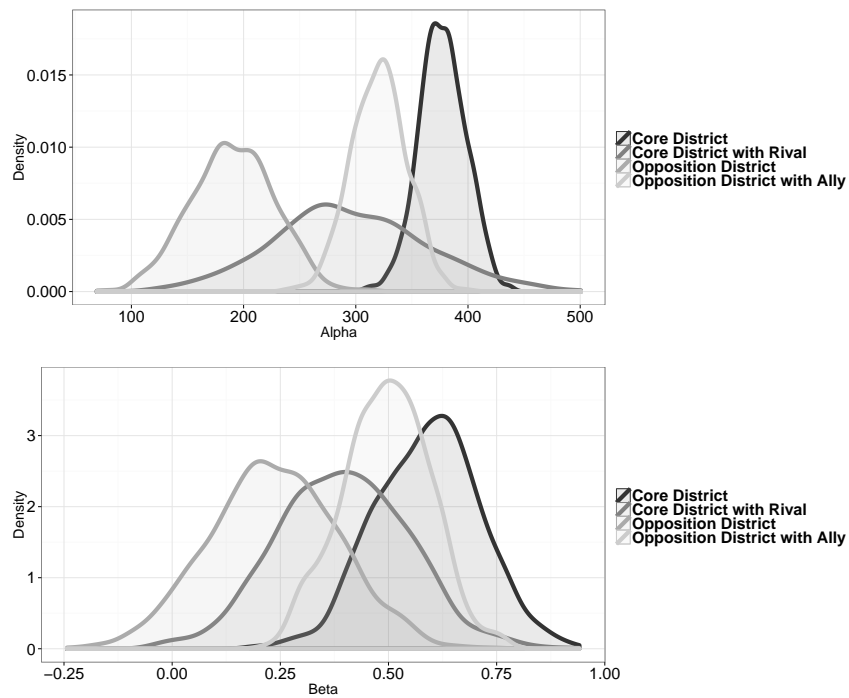 0.015
0.010
0.005
0.000
Density
100 200 300 400 500
Alpha
Core District
Core District with Rival
Opposition District
Opposition District with Ally
3
2
1
0
Density
−0.25 0.00 0.25 0.50 0.75 1.00
Beta
Core District
Core District with Rival
Opposition District
Opposition District with Ally